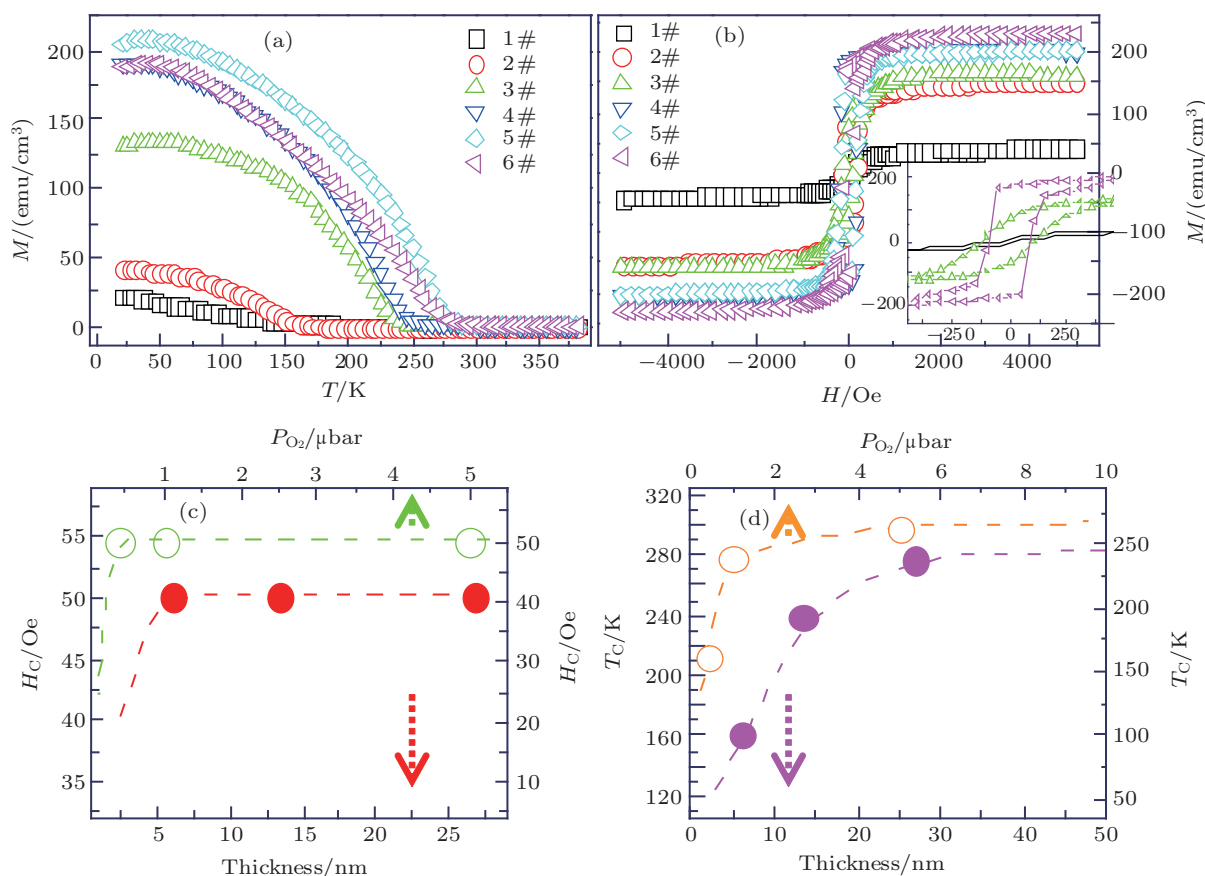 (a)
1#
2#
3#
4#
5#
6#
200
150
100
50
0
M/(emu/cm³)
0 50 100 150 200 250 300 350
T/K
(b)
1#
2#
3#
4#
5#
6#
200
100
0
−100
−200
M/(emu/cm³)
200
0
−200
−250 0 250
−4000 −2000 0 2000 4000
H/Oe
P_O₂/μbar
1 2 3 4 5
(c)
55
50
45
40
35
H_C/Oe
50
40
30
20
10
H_C/Oe
5 10 15 20 25
Thickness/nm
P_O₂/μbar
0 2 4 6 8 10
(d)
320
280
240
200
160
120
T_C/K
250
200
150
100
50
T_C/K
0 10 20 30 40 50
Thickness/nm